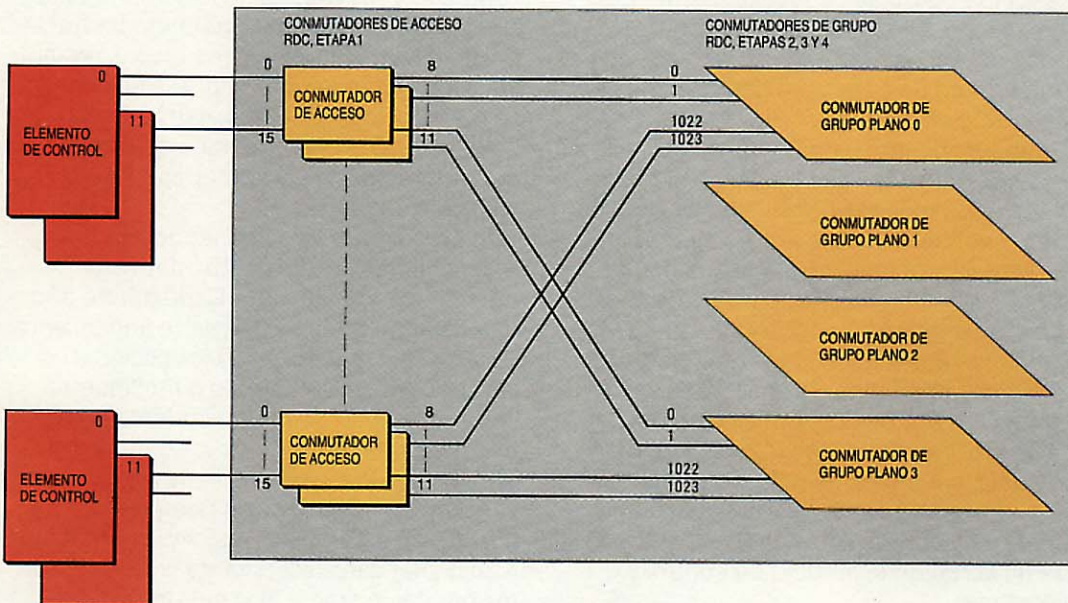 CONMUTADORES DE ACCESO
RDC, ETAPA1
CONMUTADORES DE GRUPO
RDC, ETAPAS 2, 3 Y 4
0
11
ELEMENTO
DE CONTROL
0
15
CONMUTADOR
DE ACCESO
8
11
0
1
1022
1023
CONMUTADOR DE
GRUPO PLANO 0
CONMUTADOR DE
GRUPO PLANO 1
CONMUTADOR DE
GRUPO PLANO 2
0
11
ELEMENTO
DE CONTROL
0
15
CONMUTADOR
DE ACCESO
8
11
0
1
1022
1023
CONMUTADOR DE
GRUPO PLANO 3